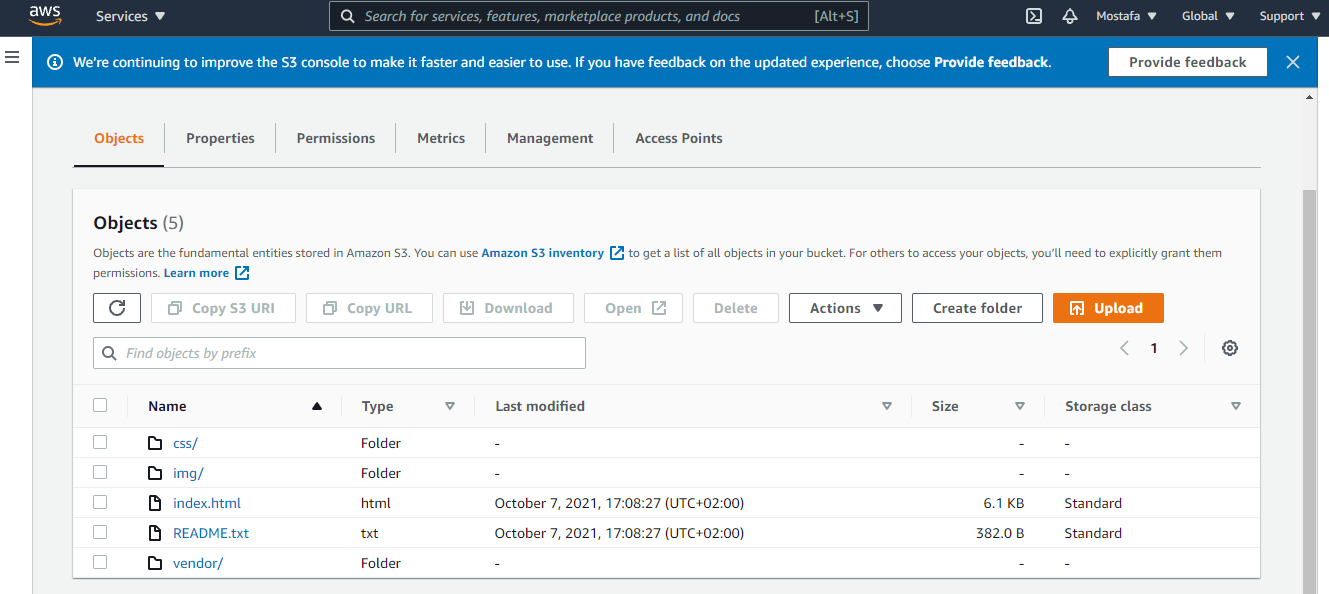 aws Services Search for services, features, marketplace products, and docs [Alt+S] Mostafa Global Support
We're continuing to improve the S3 console to make it faster and easier to use. If you have feedback on the updated experience, choose Provide feedback. Provide feedback
Objects Properties Permissions Metrics Management Access Points
Objects (5)
Objects are the fundamental entities stored in Amazon S3. You can use Amazon S3 inventory to get a list of all objects in your bucket. For others to access your objects, you'll need to explicitly grant them
permissions. Learn more
Copy S3 URI Copy URL Download Open Delete Actions Create folder Upload
Find objects by prefix 1
Name Type Last modified Size Storage class
css/ Folder - - -
img/ Folder - - -
index.html html October 7, 2021, 17:08:27 (UTC+02:00) 6.1 KB Standard
README.txt txt October 7, 2021, 17:08:27 (UTC+02:00) 382.0 B Standard
vendor/ Folder - - -